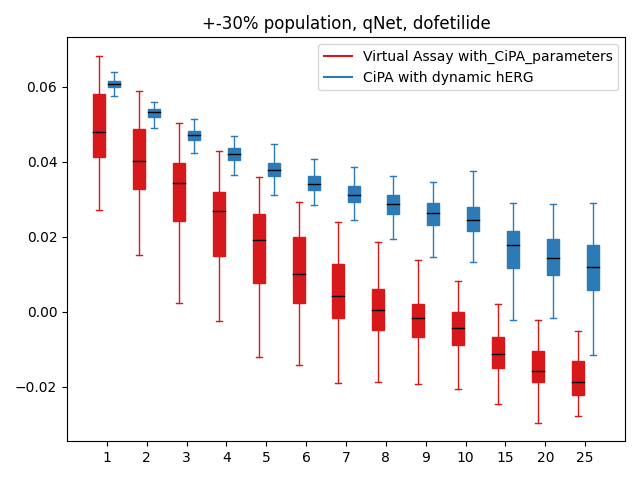 +-30% population, qNet, dofetilide
Virtual Assay with_CiPA_parameters
CiPA with dynamic hERG
0.06
0.04
0.02
0.00
−0.02
1 2 3 4 5 6 7 8 9 10 15 20 25